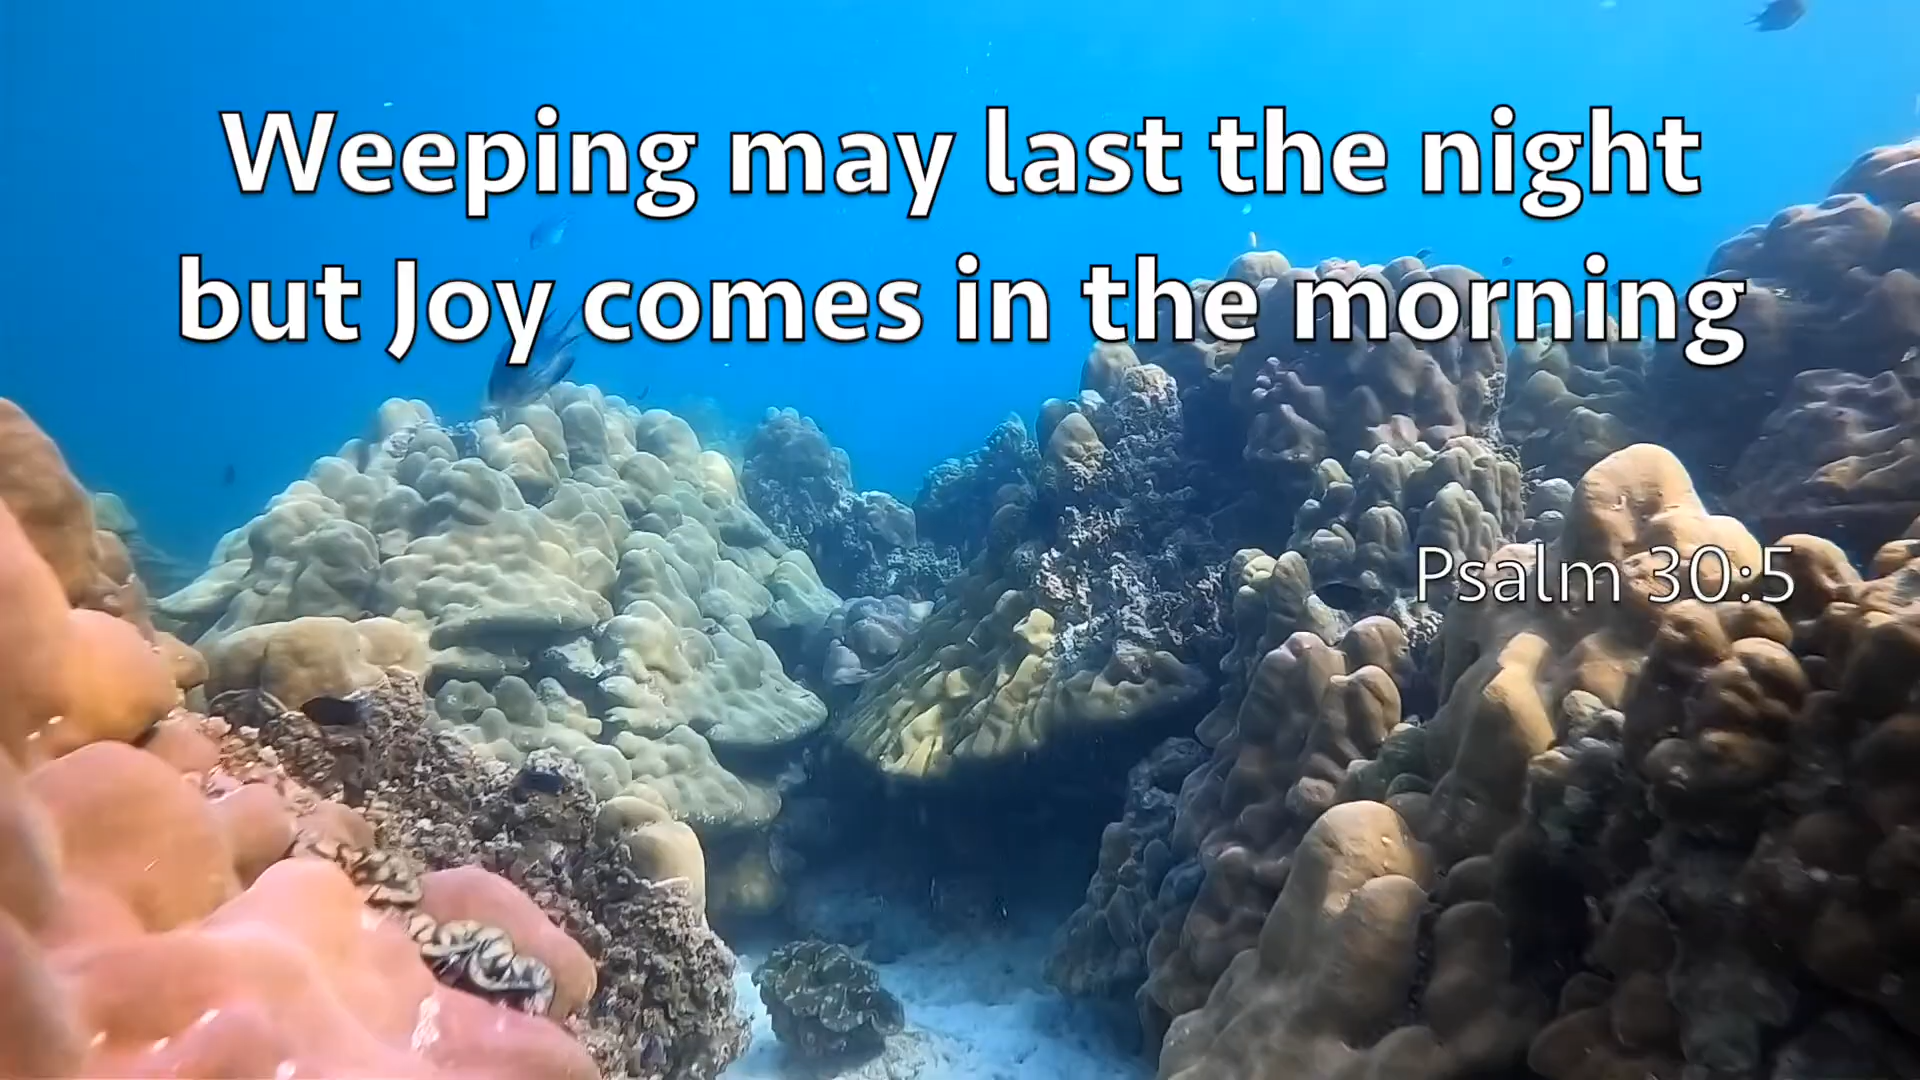 Weeping may last the night
but Joy comes in the morning
Psalm 30:5